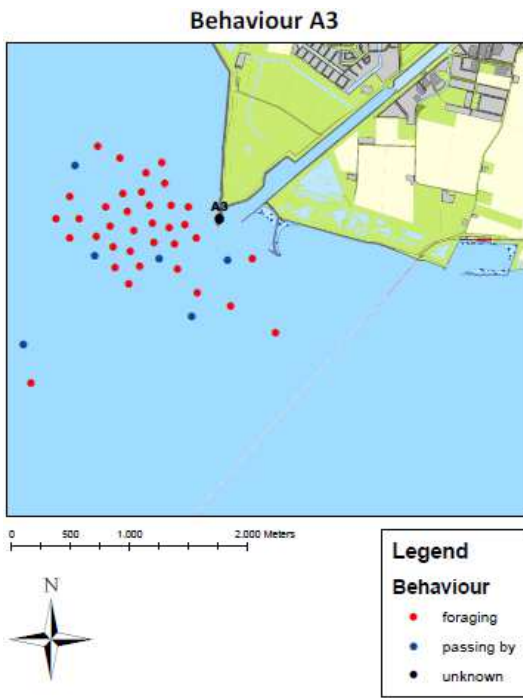 Behaviour A3
A3
0 500 1.000 2.000 Meters
N
Legend
Behaviour
foraging
passing by
unknown